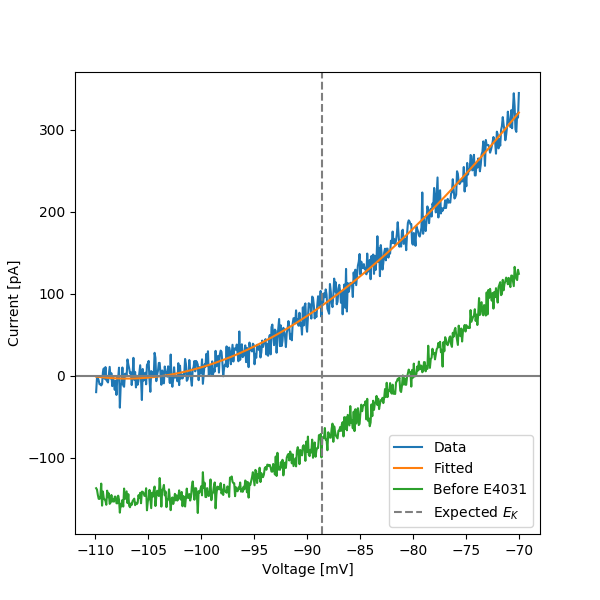 300
200
100
0
−100
Current [pA]
Data
Fitted
Before E4031
Expected E_K
−110 −105 −100 −95 −90 −85 −80 −75 −70
Voltage [mV]